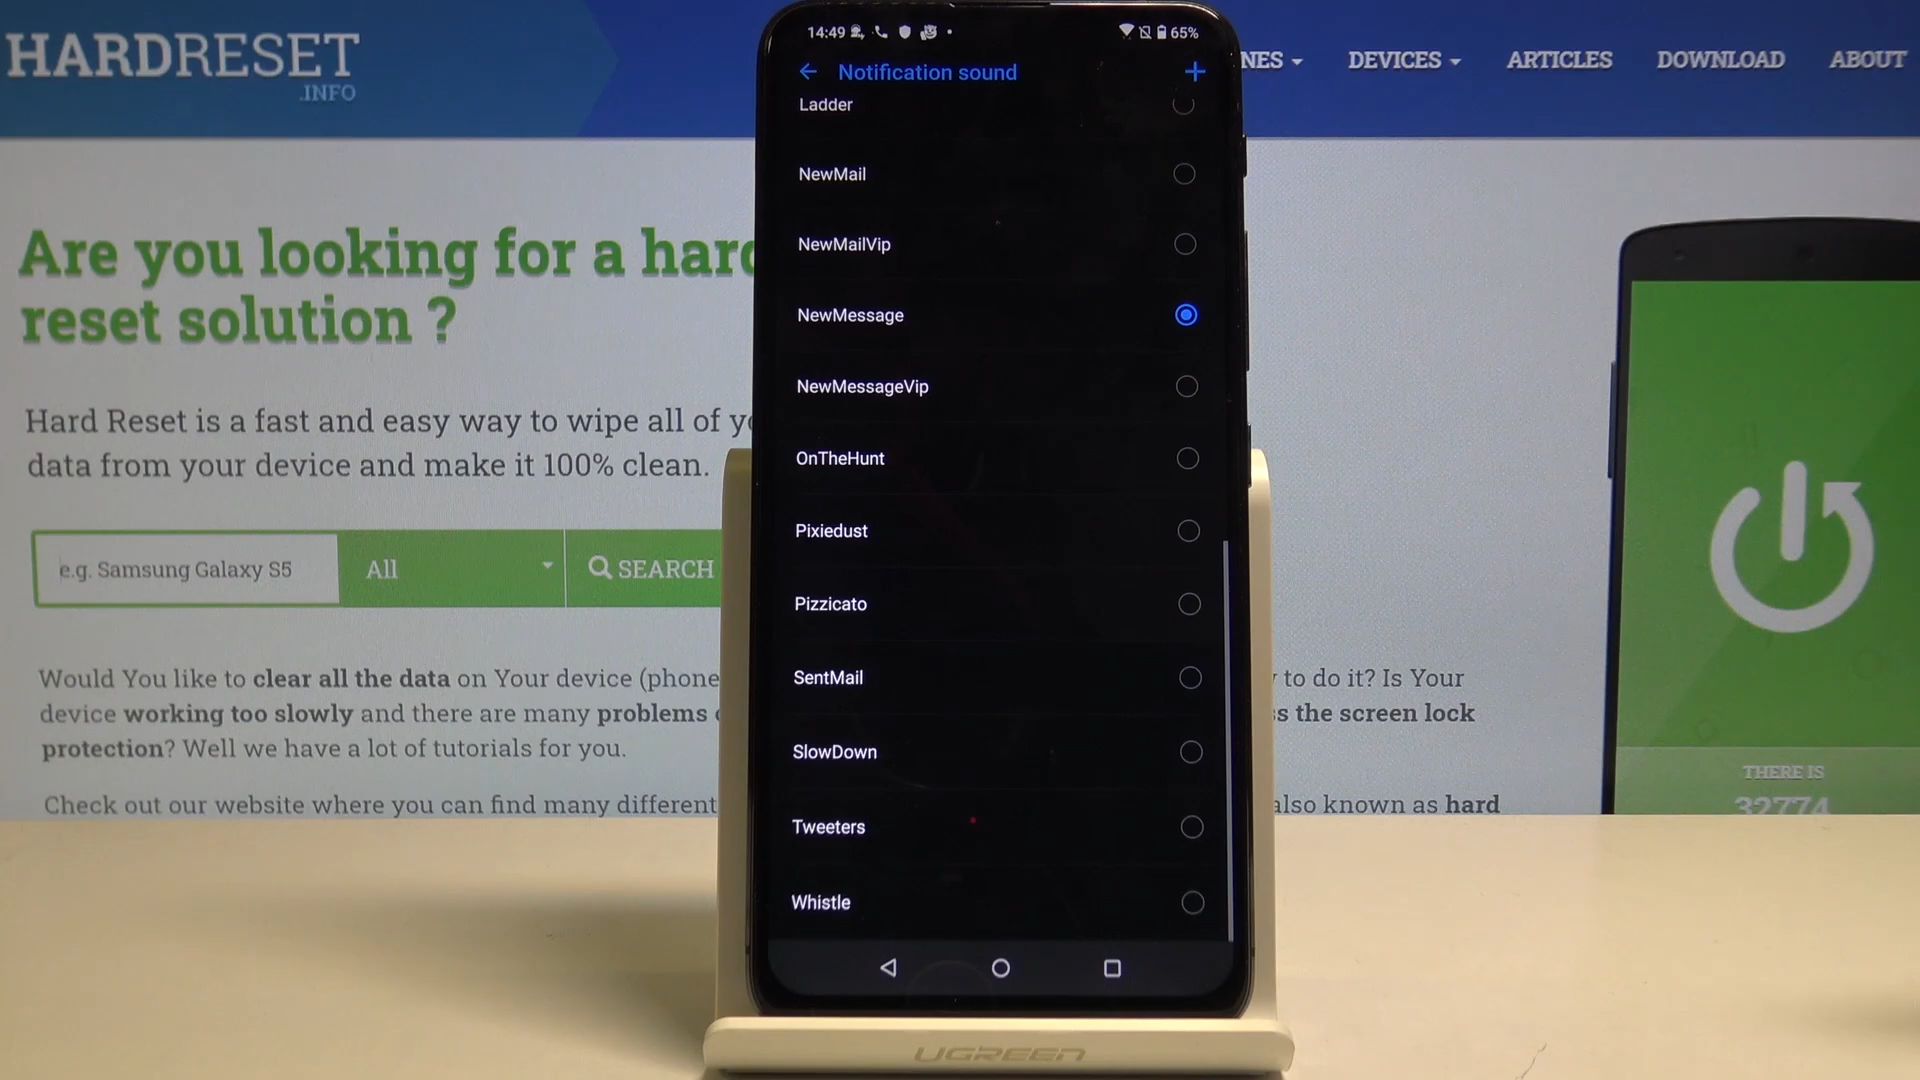 HARDRESET
.INFO
NES
DEVICES
ARTICLES
DOWNLOAD
ABOUT
Are you looking for a hard
reset solution ?
Hard Reset is a fast and easy way to wipe all of
data from your device and make it 100% clean.
e.g. Samsung Galaxy S5
All
SEARCH
Would You like to clear all the data on Your device (phone
device working too slowly and there are many problems
protection? Well we have a lot of tutorials for you.
Check out our website where you can find many different
to do it? Is Your
the screen lock
also known as hard
THERE IS
32774
14:49
65%
Notification sound
Ladder
NewMail
NewMailVip
NewMessage
NewMessageVip
OnTheHunt
Pixiedust
Pizzicato
SentMail
SlowDown
Tweeters
Whistle
UGREEN